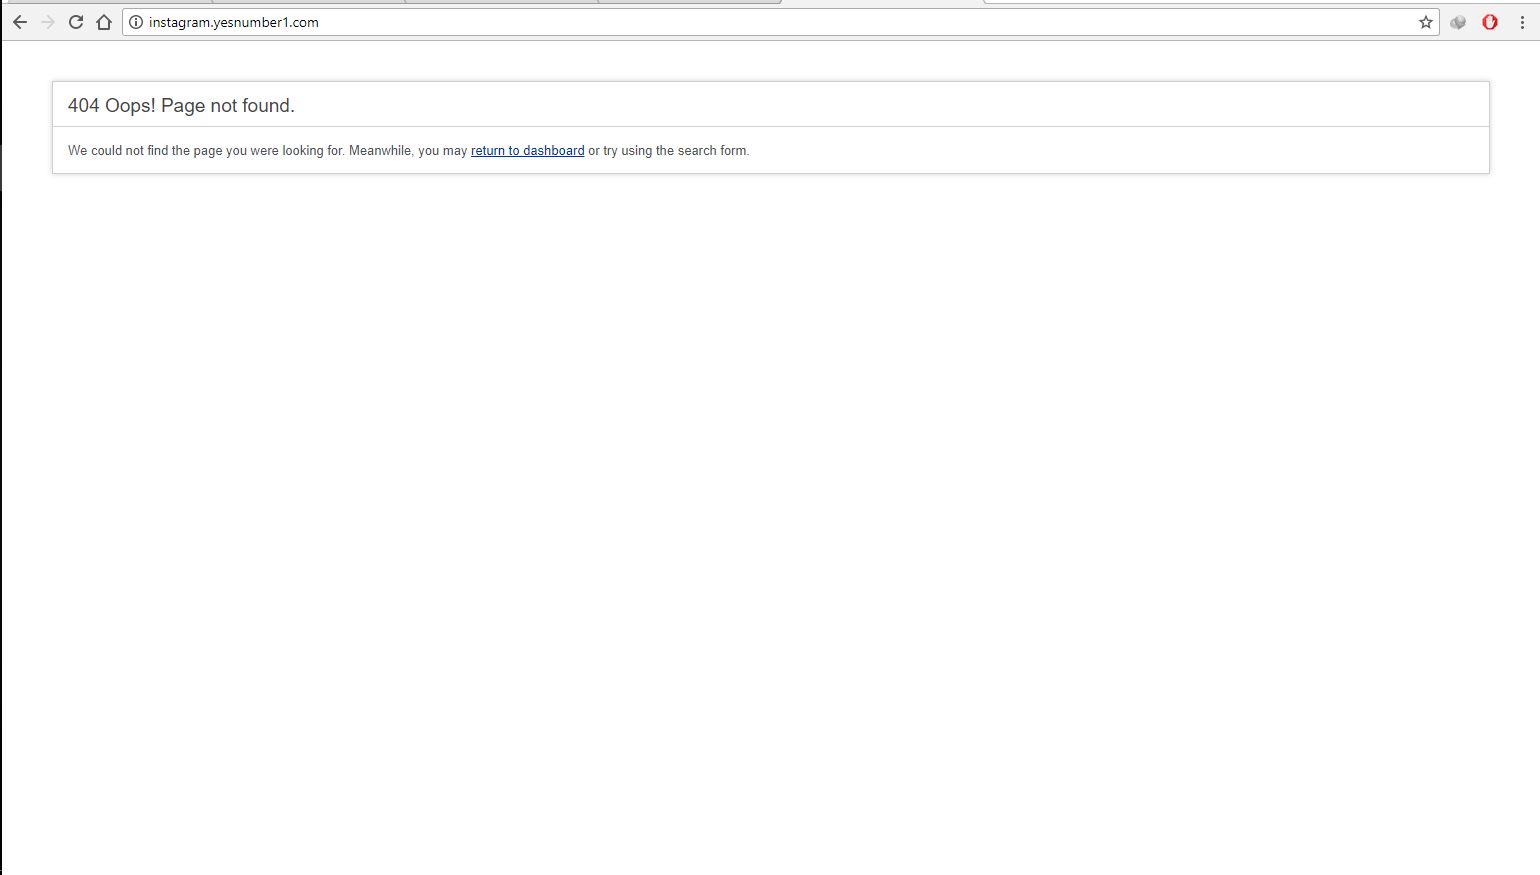 instagram.yesnumber1.com
404 Oops! Page not found.
We could not find the page you were looking for. Meanwhile, you may return to dashboard or try using the search form.